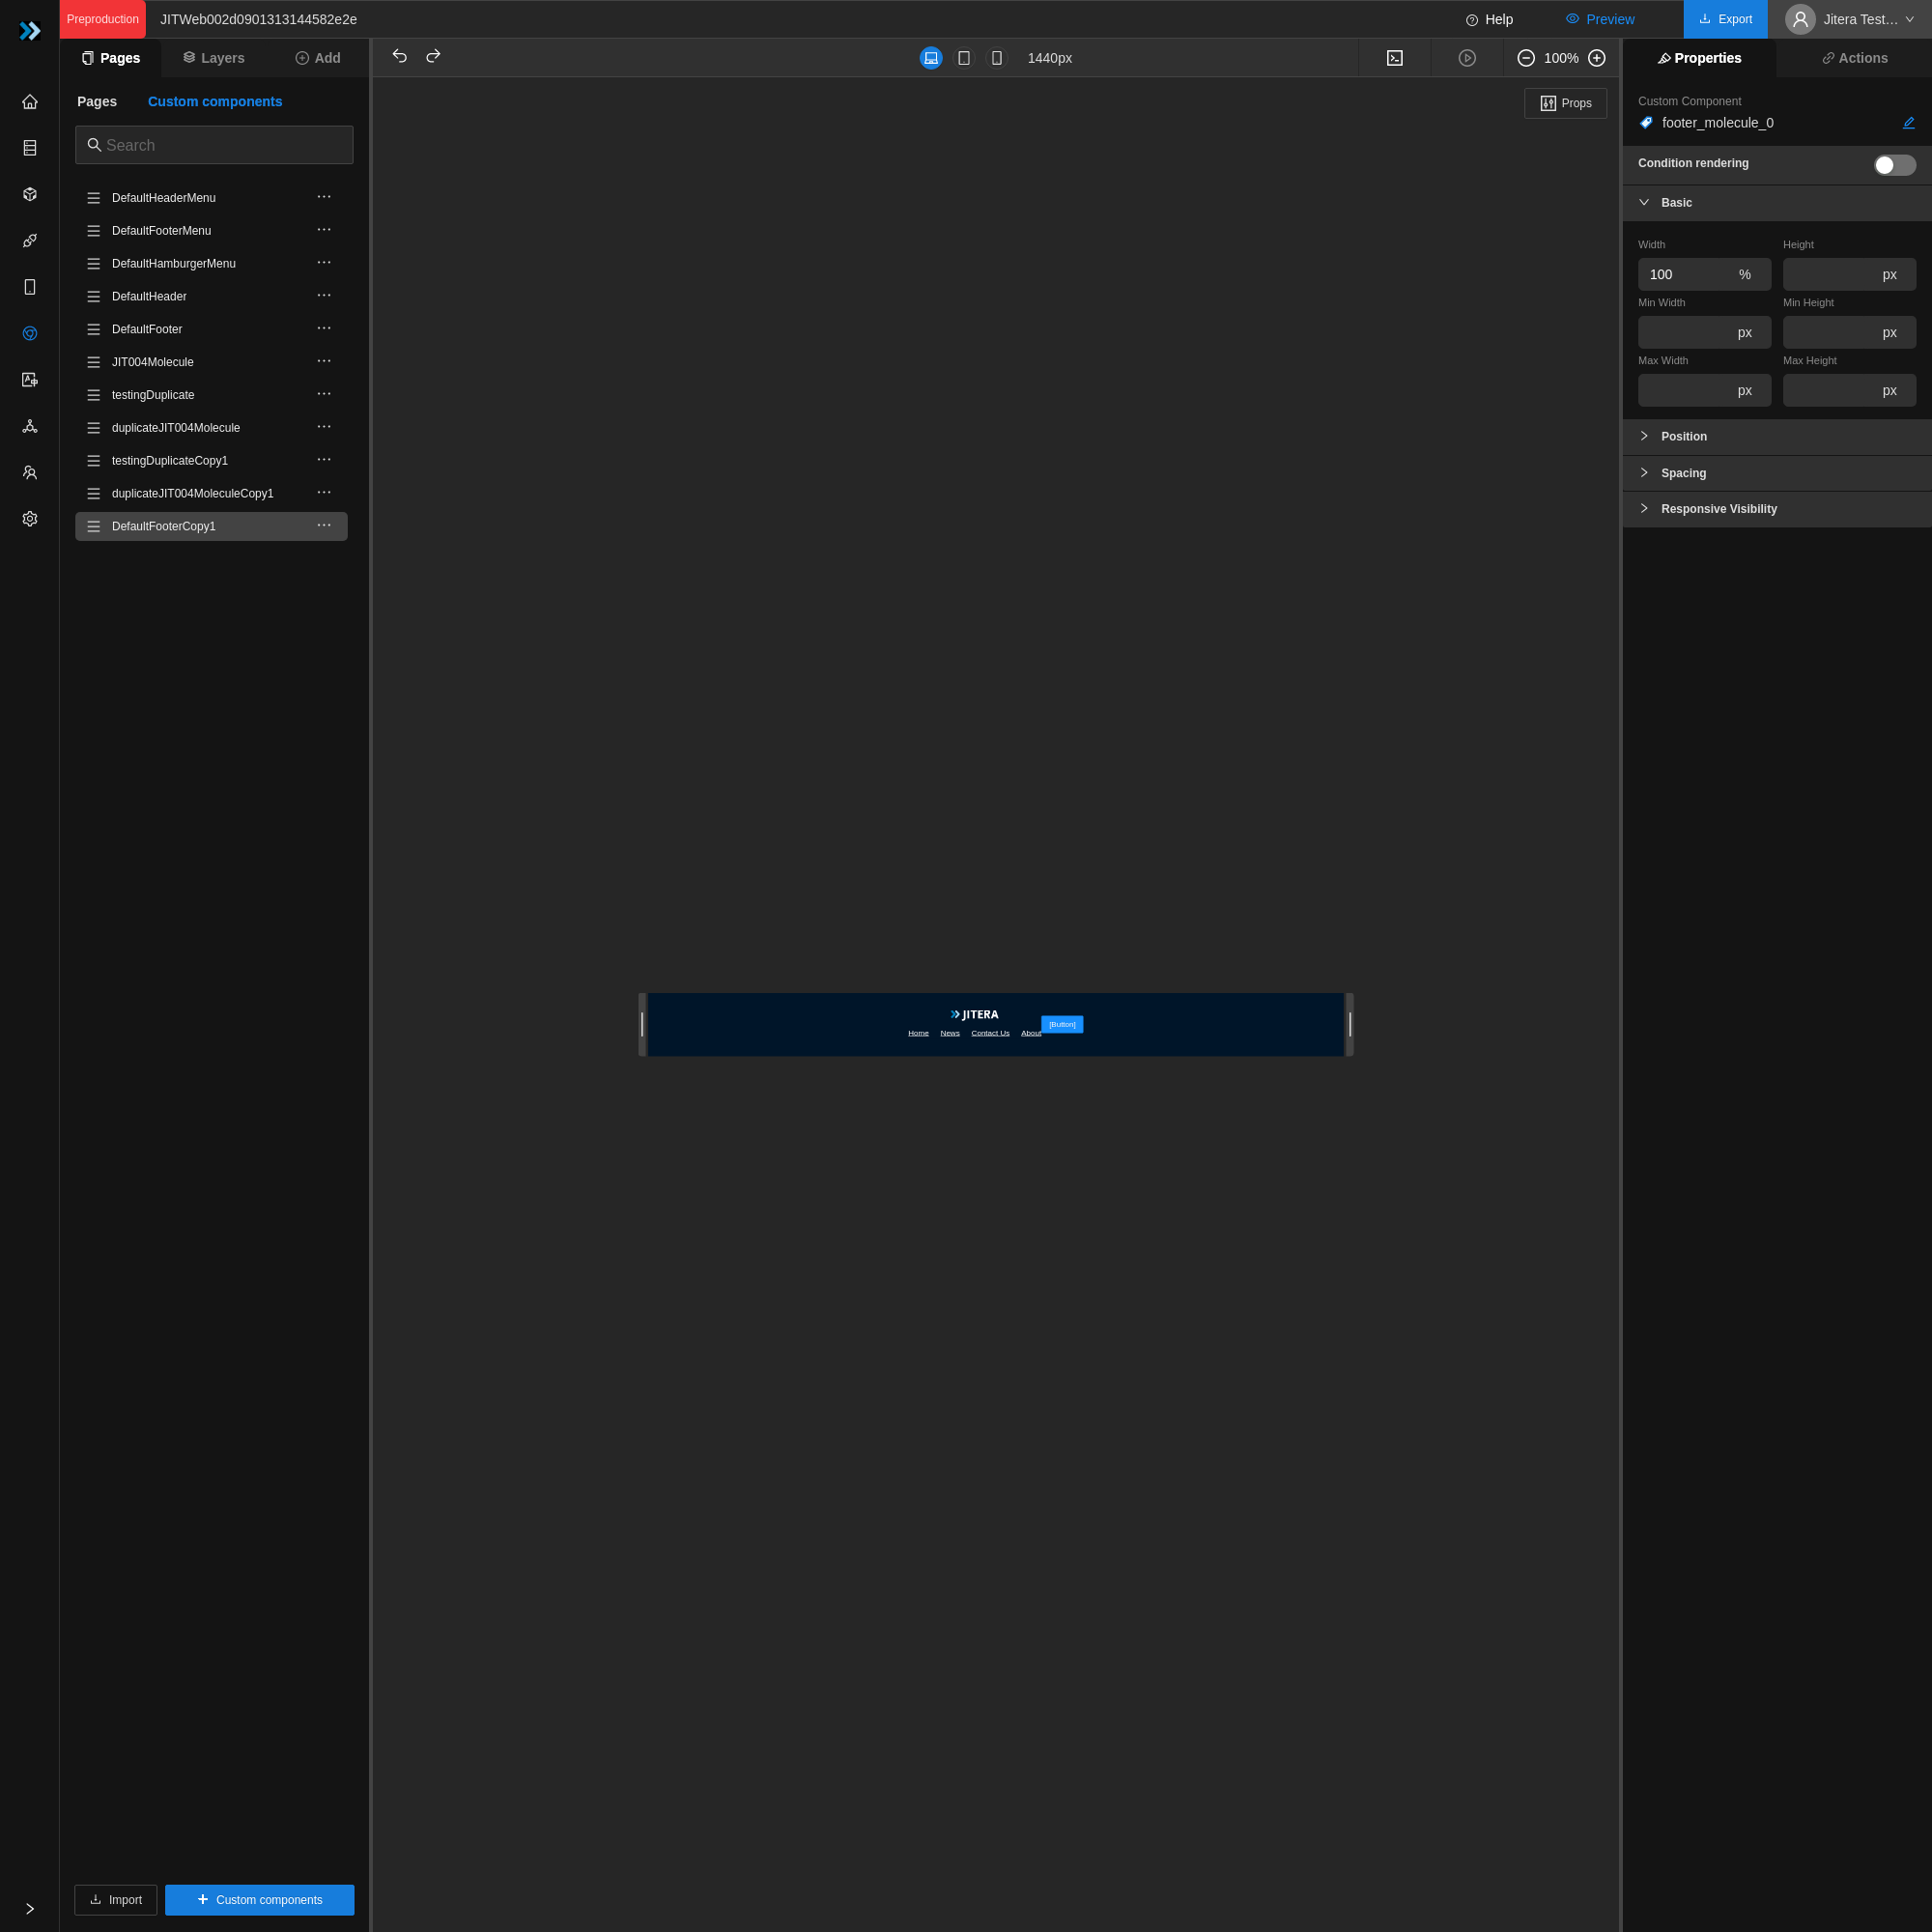 Preproduction
JITWeb002d0901313144582e2e
Help
Preview
Export
Jitera Test...
Pages
Layers
Add
1440px
100%
Properties
Actions
Pages
Custom components
Search
DefaultHeaderMenu
DefaultFooterMenu
DefaultHamburgerMenu
DefaultHeader
DefaultFooter
JIT004Molecule
testingDuplicate
duplicateJIT004Molecule
testingDuplicateCopy1
duplicateJIT004MoleculeCopy1
DefaultFooterCopy1
Import
Custom components
Props
JITERA
Home News Contact Us About
[Button]
Custom Component
footer_molecule_0
Condition rendering
Basic
Width Height
100 % px
Min Width Min Height
px px
Max Width Max Height
px px
Position
Spacing
Responsive Visibility